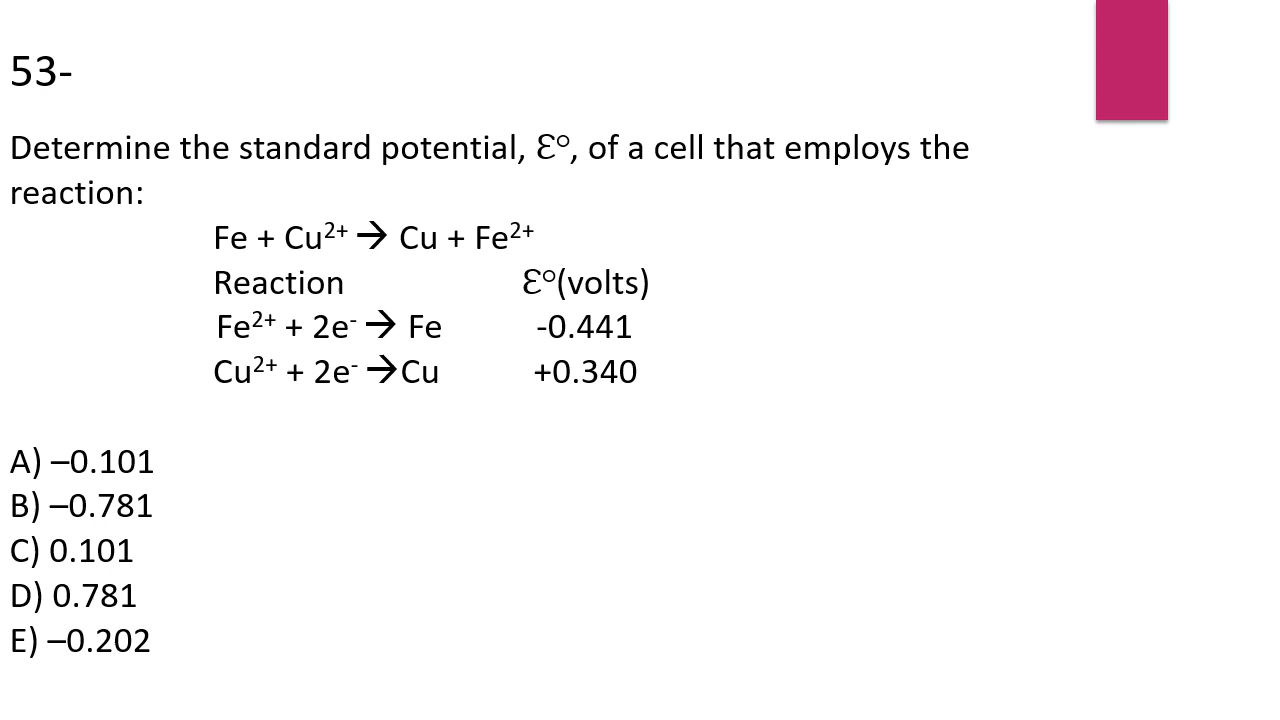 53-
Determine the standard potential, ℇ°, of a cell that employs the
reaction:
Fe + Cu²⁺ → Cu + Fe²⁺
Reaction ℇ°(volts)
Fe²⁺ + 2e⁻ → Fe -0.441
Cu²⁺ + 2e⁻ →Cu +0.340
A) –0.101
B) –0.781
C) 0.101
D) 0.781
E) –0.202